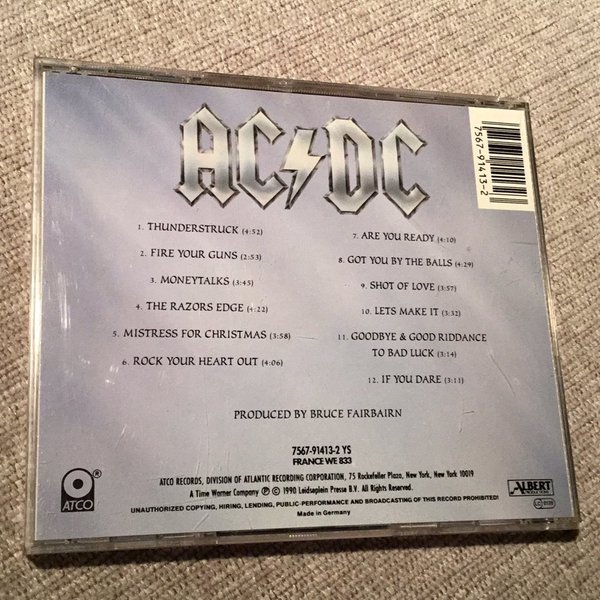 AC DC
7567-91413-2
1. THUNDERSTRUCK (4:52)
2. FIRE YOUR GUNS (2:53)
3. MONEYTALKS (3:45)
4. THE RAZORS EDGE (4:22)
5. MISTRESS FOR CHRISTMAS (3:58)
6. ROCK YOUR HEART OUT (4:06)
7. ARE YOU READY (4:10)
8. GOT YOU BY THE BALLS (4:29)
9. SHOT OF LOVE (3:57)
10. LETS MAKE IT (3:32)
11. GOODBYE & GOOD RIDDANCE
TO BAD LUCK (3:14)
12. IF YOU DARE (3:11)
PRODUCED BY BRUCE FAIRBAIRN
7567-91413-2 YS
FRANCE WE 833
ATCO RECORDS, DIVISION OF ATLANTIC RECORDING CORPORATION, 75 Rockefeller Plaza, New York, New York 10019
A Time Warner Company ℗ © 1990 Leidseplein Presse B.V. All Rights Reserved.
UNAUTHORIZED COPYING, HIRING, LENDING, PUBLIC-PERFORMANCE AND BROADCASTING OF THIS RECORD PROHIBITED!
Made in Germany
ATCO
®
ALBERT
PRODUCTIONS
LC 0129